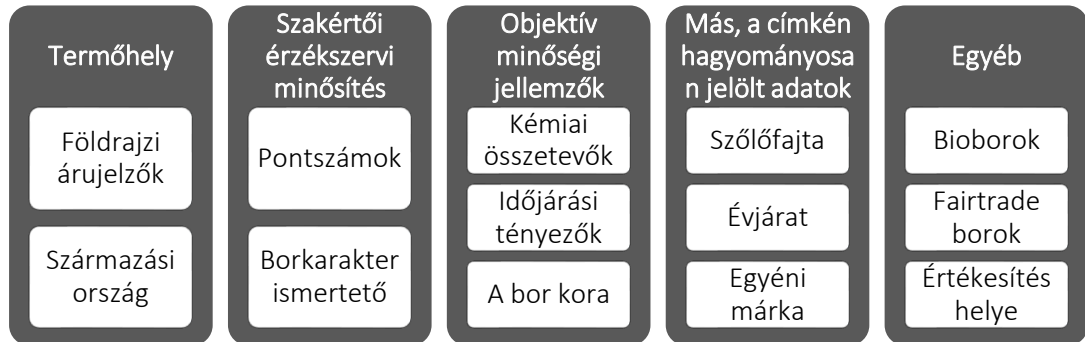 Termőhely
Földrajzi
árujelzők
Származási
ország
Szakértői
érzékszervi
minősítés
Pontszámok
Borkarakter
ismertető
Objektív
minőségi
jellemzők
Kémiai
összetevők
Időjárási
tényezők
A bor kora
Más, a címkén
hagyományosa
n jelölt adatok
Szőlőfajta
Évjárat
Egyéni
márka
Egyéb
Bioborok
Fairtrade
borok
Értékesítés
helye